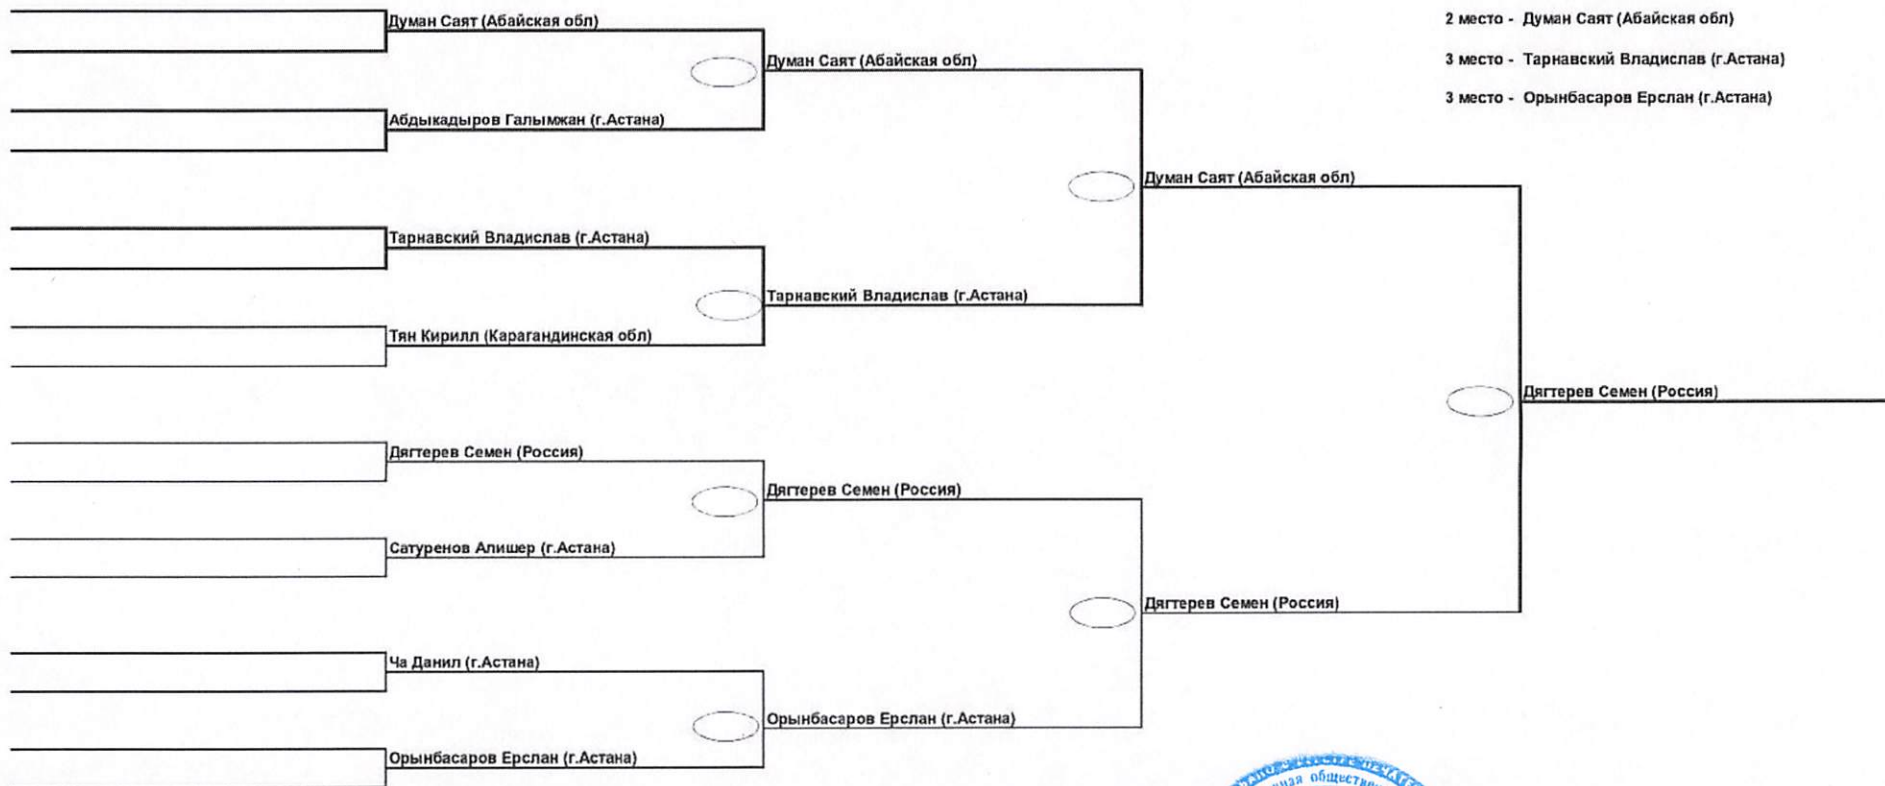 2 место - Думан Саят (Абайская обл)
3 место - Тарнавский Владислав (г.Астана)
3 место - Орынбасаров Ерслан (г.Астана)
Думан Саят (Абайская обл)
Абдыкадыров Галымжан (г.Астана)
Тарнавский Владислав (г.Астана)
Тян Кирилл (Карагандинская обл)
Дягтерев Семен (Россия)
Сатуренов Алишер (г.Астана)
Ча Данил (г.Астана)
Орынбасаров Ерслан (г.Астана)
Думан Саят (Абайская обл)
Тарнавский Владислав (г.Астана)
Дягтерев Семен (Россия)
Орынбасаров Ерслан (г.Астана)
Думан Саят (Абайская обл)
Дягтерев Семен (Россия)
Дягтерев Семен (Россия)